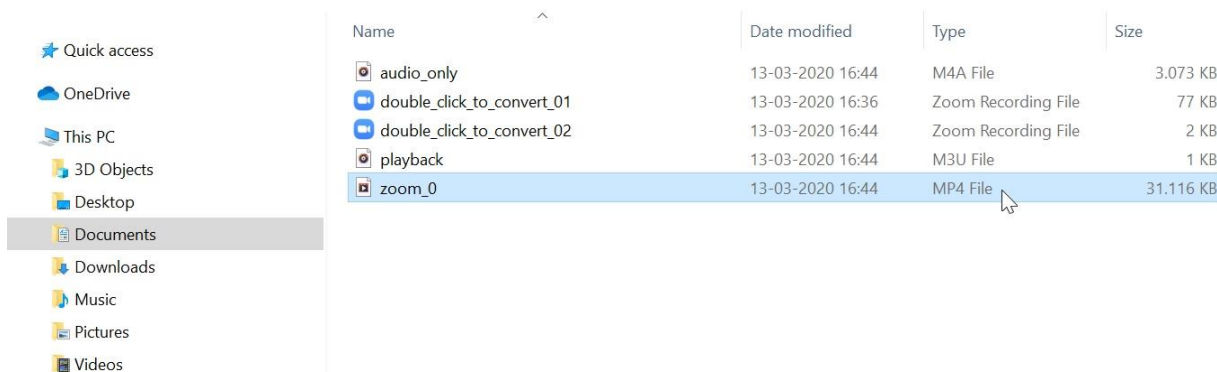 Quick access
OneDrive
This PC
3D Objects
Desktop
Documents
Downloads
Music
Pictures
Videos
Name Date modified Type Size
audio_only 13-03-2020 16:44 M4A File 3.073 KB
double_click_to_convert_01 13-03-2020 16:36 Zoom Recording File 77 KB
double_click_to_convert_02 13-03-2020 16:44 Zoom Recording File 2 KB
playback 13-03-2020 16:44 M3U File 1 KB
zoom_0 13-03-2020 16:44 MP4 File 31.116 KB